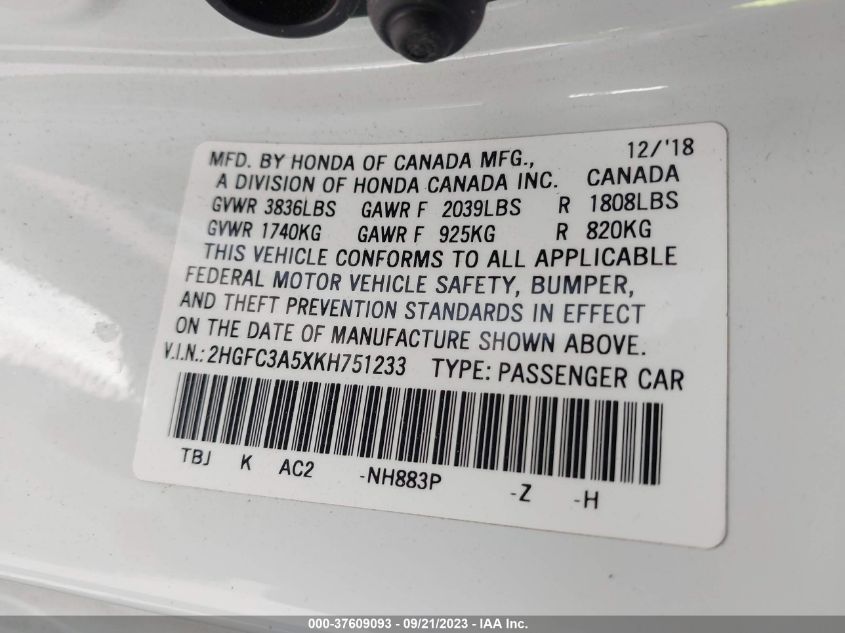 MFD. BY HONDA OF CANADA MFG., 12/'18
A DIVISION OF HONDA CANADA INC. CANADA
GVWR 3836LBS GAWR F 2039LBS R 1808LBS
GVWR 1740KG GAWR F 925KG R 820KG
THIS VEHICLE CONFORMS TO ALL APPLICABLE
FEDERAL MOTOR VEHICLE SAFETY, BUMPER,
AND THEFT PREVENTION STANDARDS IN EFFECT
ON THE DATE OF MANUFACTURE SHOWN ABOVE.
V.I.N.: 2HGFC3A5XKH751233 TYPE: PASSENGER CAR
TBJ K AC2 -NH883P -Z -H
000-37609093 - 09/21/2023 - IAA Inc.